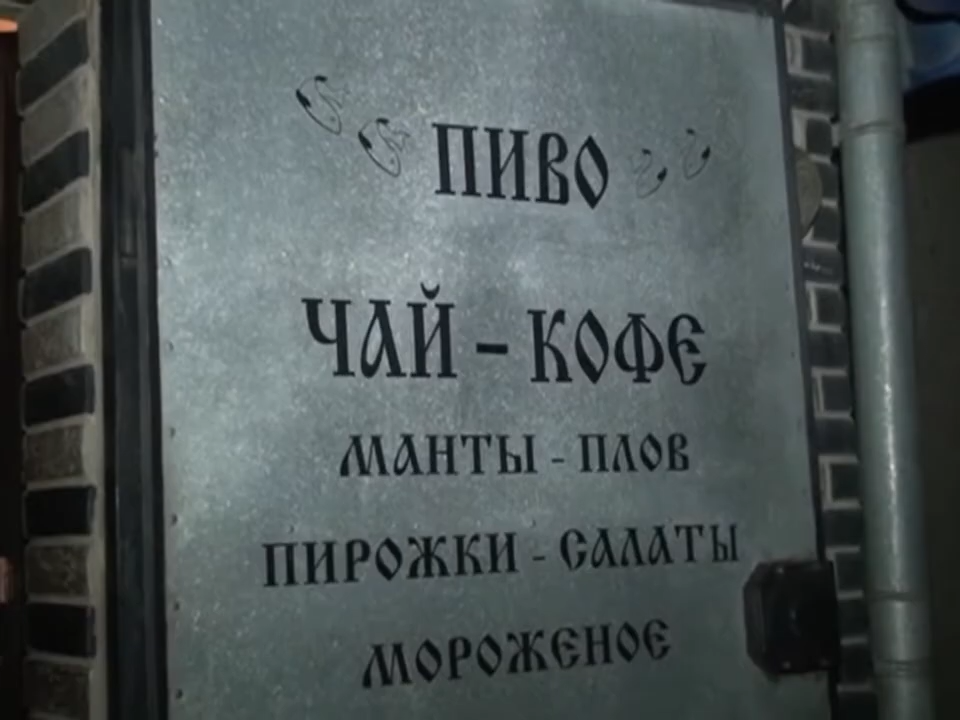 ПИВО
ЧАЙ - КОФЕ
МАНТЫ - ПЛОВ
ПИРОЖКИ - САЛАТЫ
МОРОЖЕНОЕ